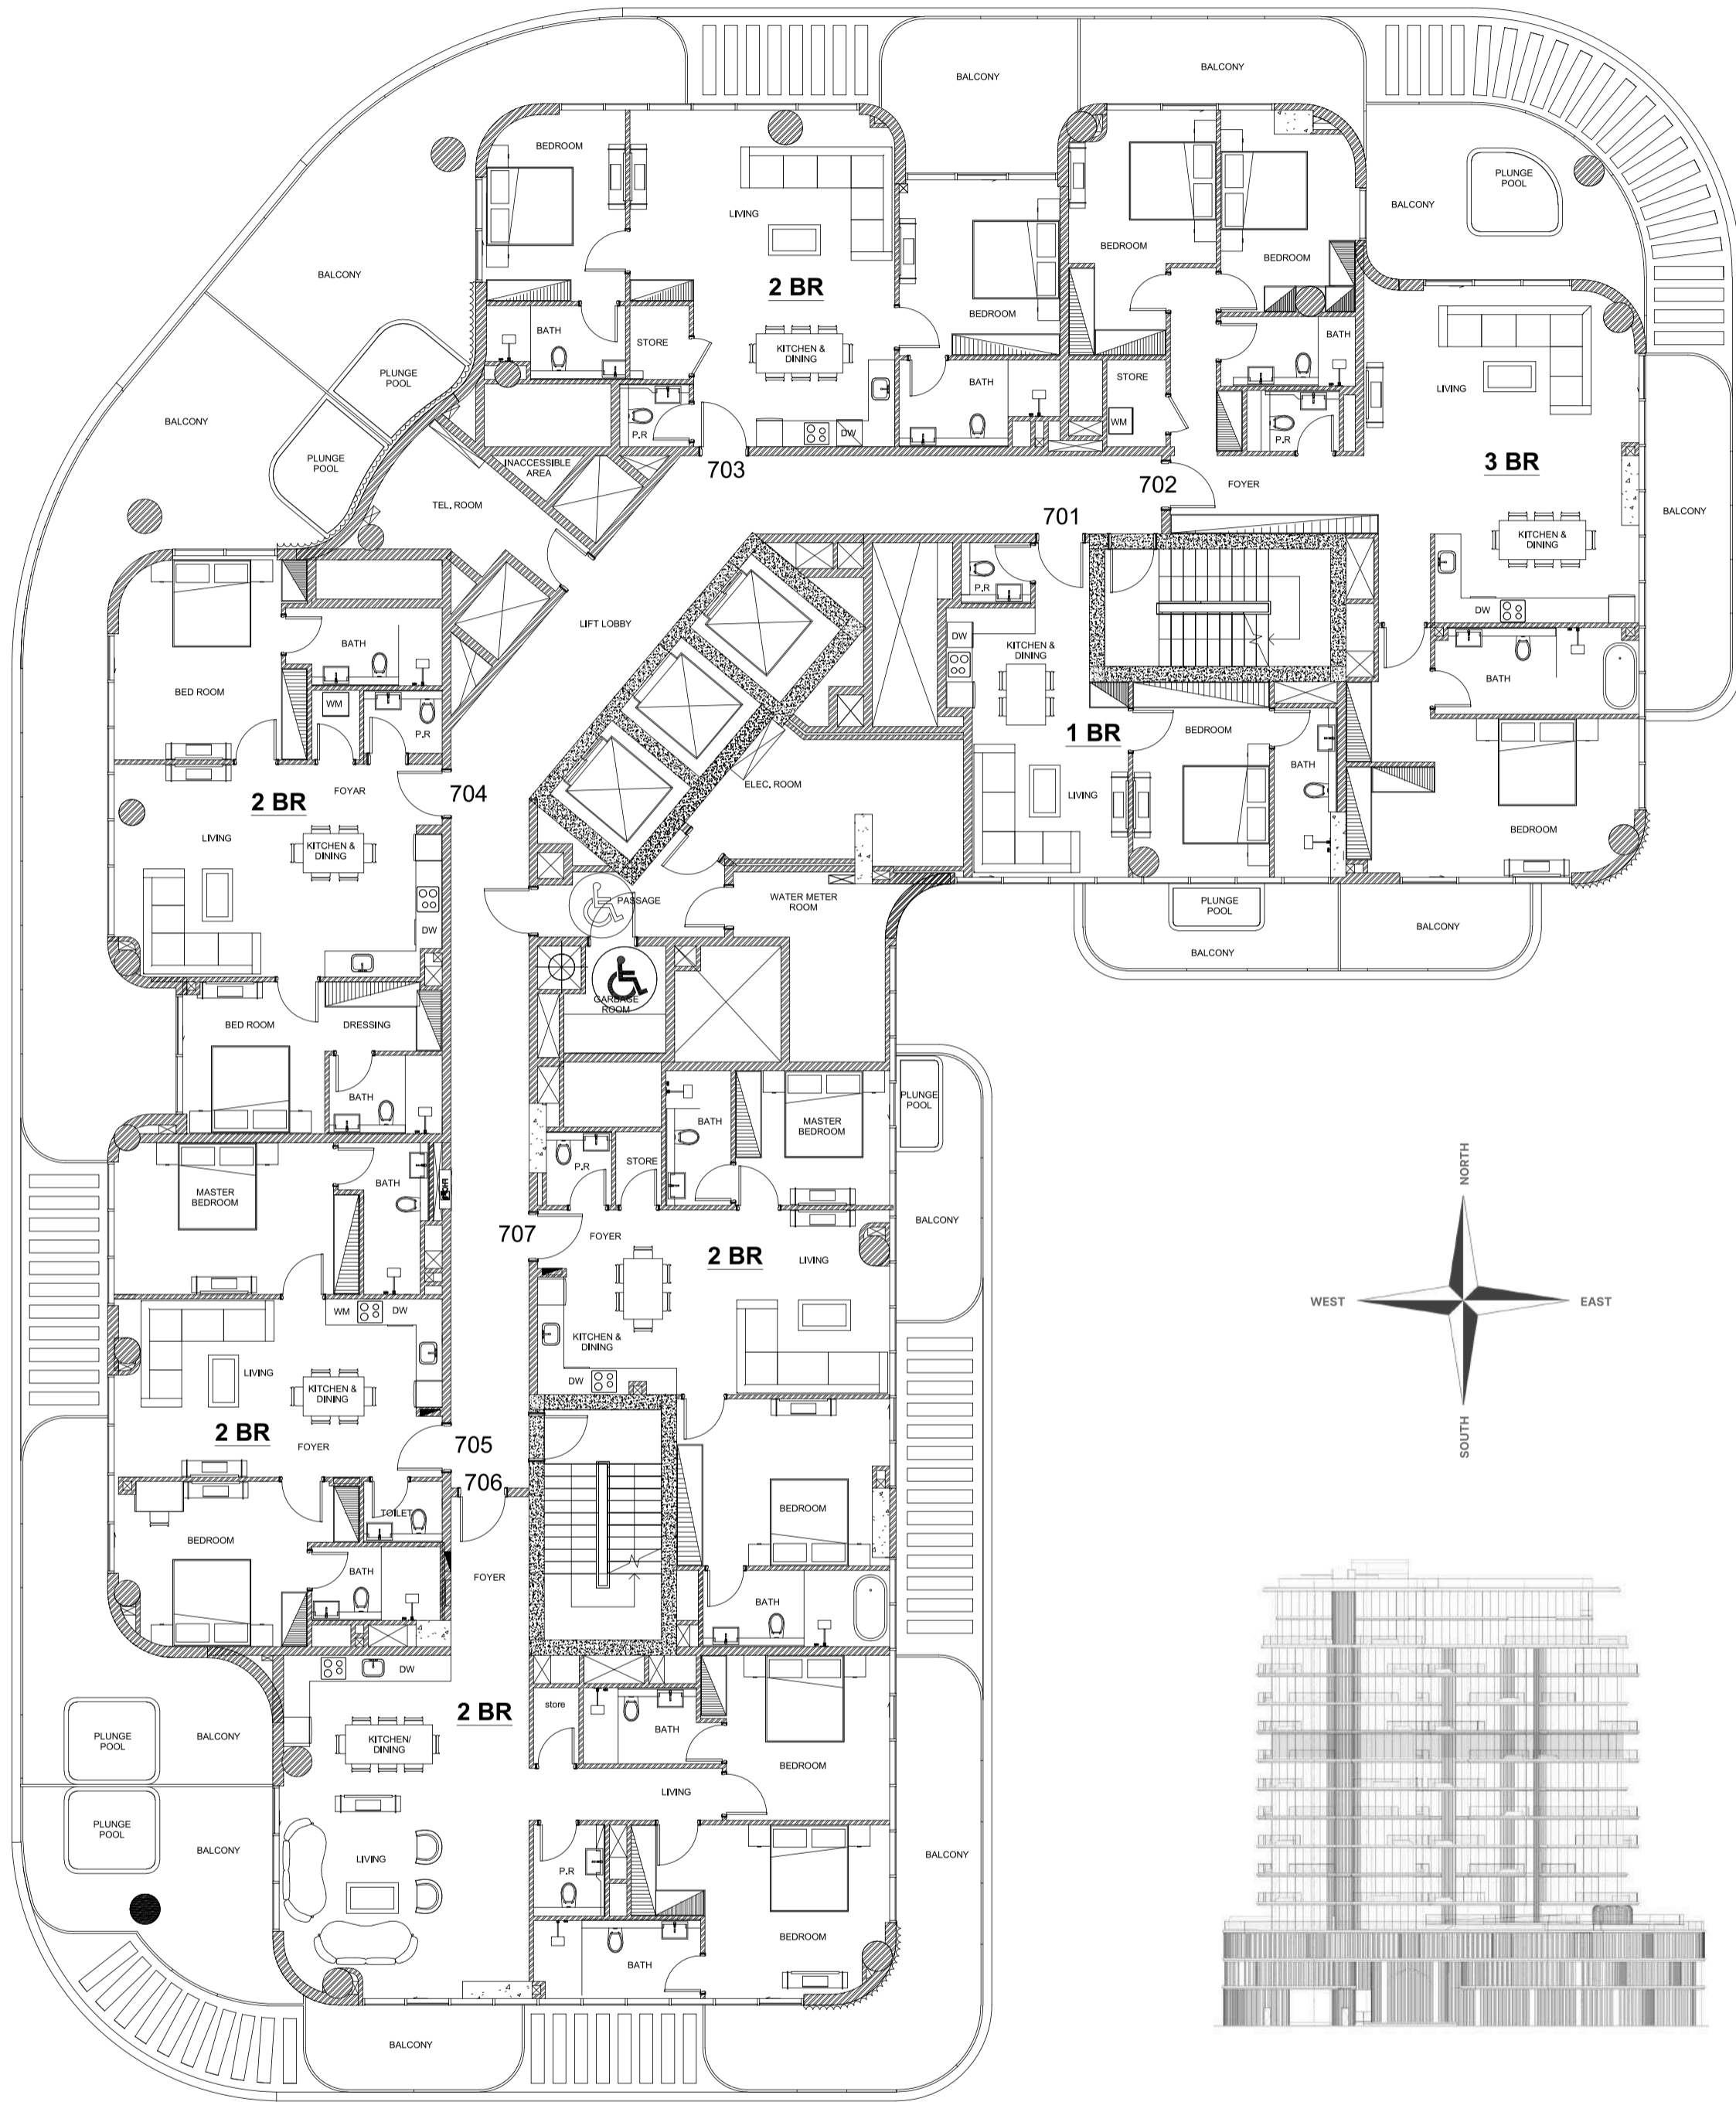 BALCONY
BALCONY
BEDROOM
PLUNGE
POOL
BALCONY
LIVING
BEDROOM
BEDROOM
BALCONY
2 BR
BEDROOM
BATH
STORE
KITCHEN &
DINING
BATH
PLUNGE
POOL
BATH
STORE
LIVING
BALCONY
WM
P.R
DW
P.R
PLUNGE
POOL
INACCESSIBLE
AREA
703
702
FOYER
3 BR
TEL. ROOM
701
BALCONY
KITCHEN &
DINING
P.R
DW
LIFT LOBBY
DW
KITCHEN &
DINING
BATH
BED ROOM
BATH
WM
P.R
1 BR
BEDROOM
BATH
ELEC. ROOM
FOYAR
704
2 BR
LIVING
LIVING
KITCHEN &
DINING
BEDROOM
PASSAGE
WATER METER
ROOM
PLUNGE
POOL
DW
BALCONY
BALCONY
GARBAGE
ROOM
BED ROOM
DRESSING
BATH
PLUNGE
POOL
BATH
MASTER
BEDROOM
P.R
STORE
BATH
MASTER
BEDROOM
NORTH
BALCONY
707
FOYER
2 BR
LIVING
WEST
EAST
WM
DW
KITCHEN &
DINING
LIVING
KITCHEN &
DINING
DW
2 BR
FOYER
705
SOUTH
706
TOILET
BEDROOM
BEDROOM
BATH
FOYER
BATH
DW
2 BR
store
BATH
PLUNGE
POOL
BALCONY
KITCHEN/
DINING
BEDROOM
LIVING
PLUNGE
POOL
BALCONY
LIVING
P.R
BALCONY
BEDROOM
BATH
BALCONY